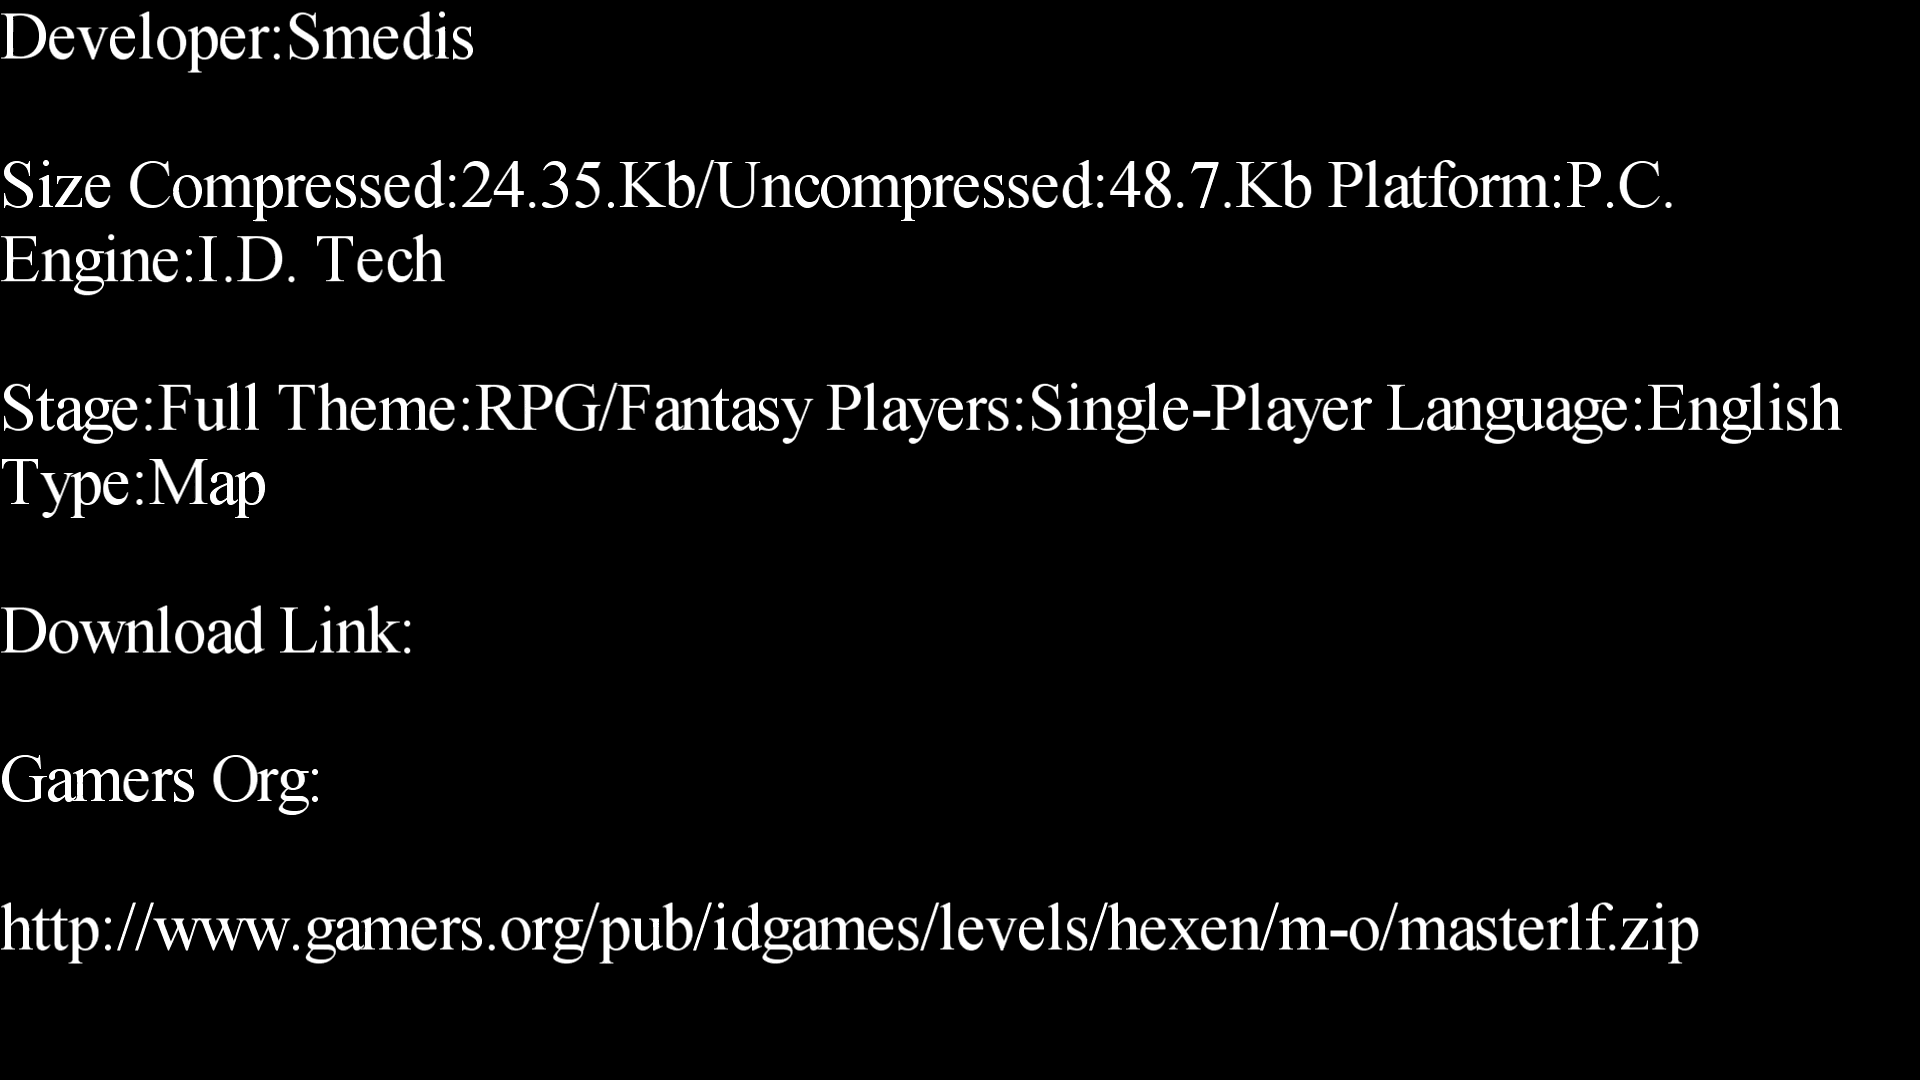 Developer:Smedis
Size Compressed:24.35.Kb/Uncompressed:48.7.Kb Platform:P.C.
Engine:I.D. Tech
Stage:Full Theme:RPG/Fantasy Players:Single-Player Language:English
Type:Map
Download Link:
Gamers Org:
http://www.gamers.org/pub/idgames/levels/hexen/m-o/masterlf.zip